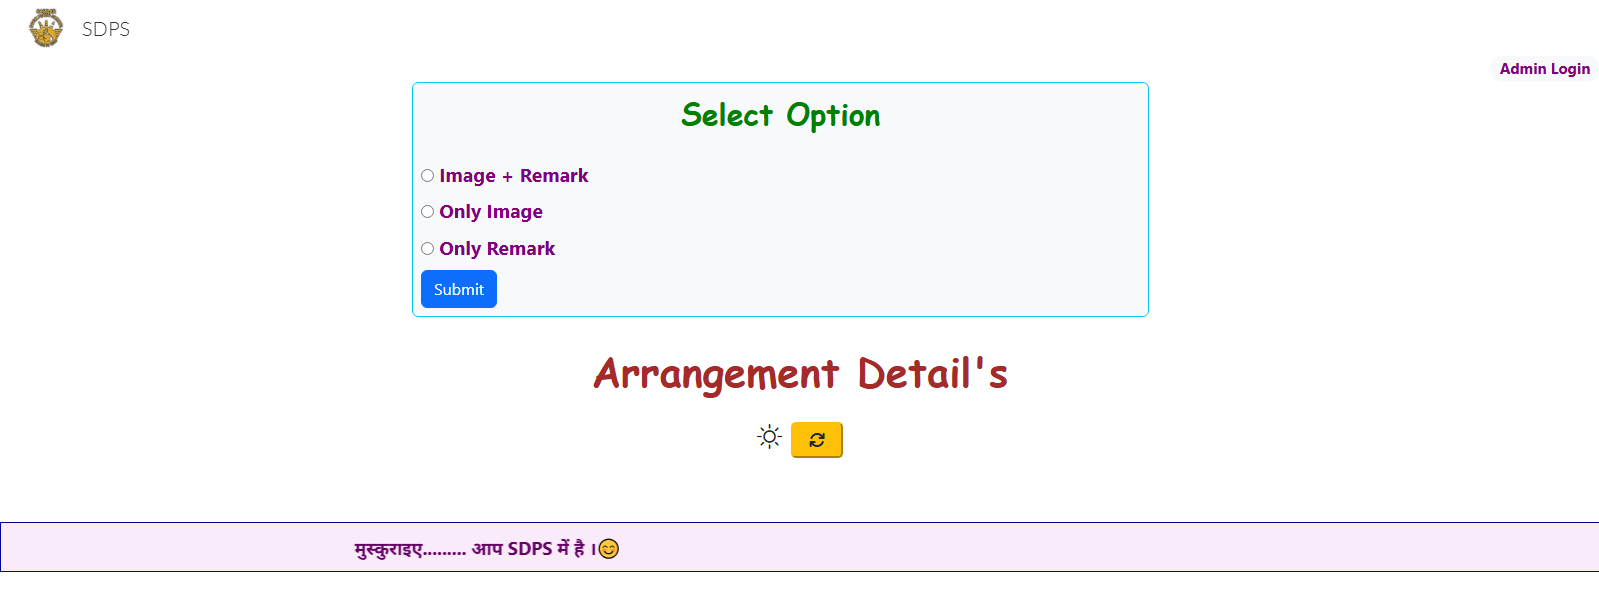 SDPS
Admin Login
Select Option
Image + Remark
Only Image
Only Remark
Submit
Arrangement Detail's
मुस्कुराइए......... आप SDPS में है ।😊